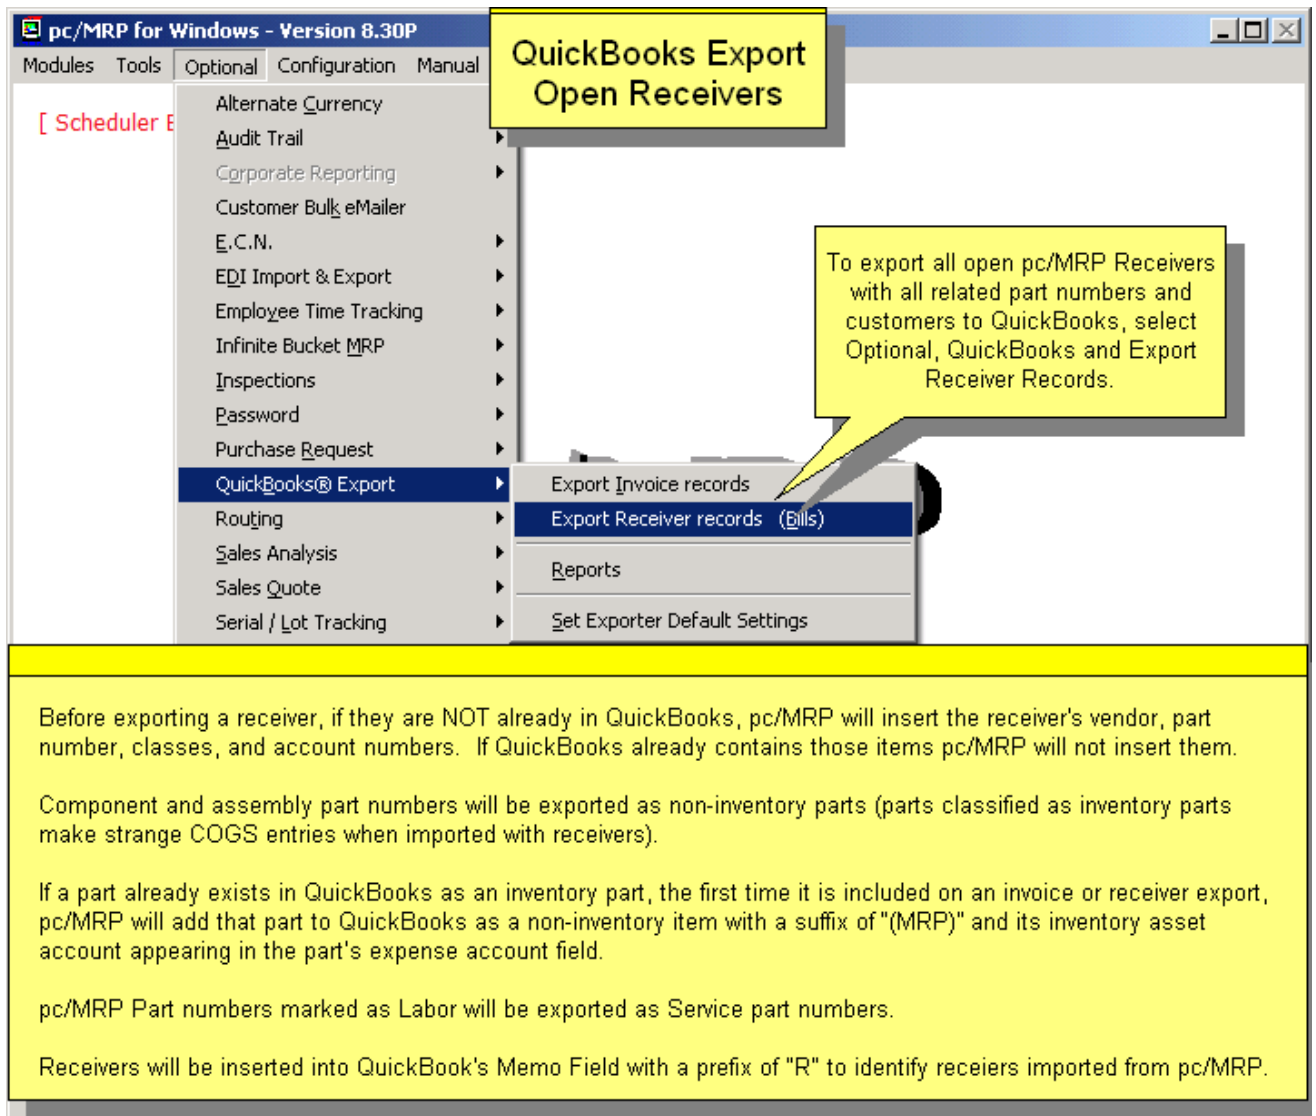 pc/MRP for Windows - Version 8.30P
Modules Tools Optional Configuration Manual
QuickBooks Export
Open Receivers
[ Scheduler
Alternate Currency
Audit Trail
Corporate Reporting
Customer Bulk eMailer
E.C.N.
EDI Import & Export
Employee Time Tracking
Infinite Bucket MRP
Inspections
Password
Purchase Request
QuickBooks® Export
Routing
Sales Analysis
Sales Quote
Serial / Lot Tracking
To export all open pc/MRP Receivers
with all related part numbers and
customers to QuickBooks, select
Optional, QuickBooks and Export
Receiver Records.
Export Invoice records
Export Receiver records (Bills)
Reports
Set Exporter Default Settings
Before exporting a receiver, if they are NOT already in QuickBooks, pc/MRP will insert the receiver's vendor, part
number, classes, and account numbers. If QuickBooks already contains those items pc/MRP will not insert them.
Component and assembly part numbers will be exported as non-inventory parts (parts classified as inventory parts
make strange COGS entries when imported with receivers).
If a part already exists in QuickBooks as an inventory part, the first time it is included on an invoice or receiver export,
pc/MRP will add that part to QuickBooks as a non-inventory item with a suffix of "(MRP)" and its inventory asset
account appearing in the part's expense account field.
pc/MRP Part numbers marked as Labor will be exported as Service part numbers.
Receivers will be inserted into QuickBook's Memo Field with a prefix of "R" to identify receiers imported from pc/MRP.